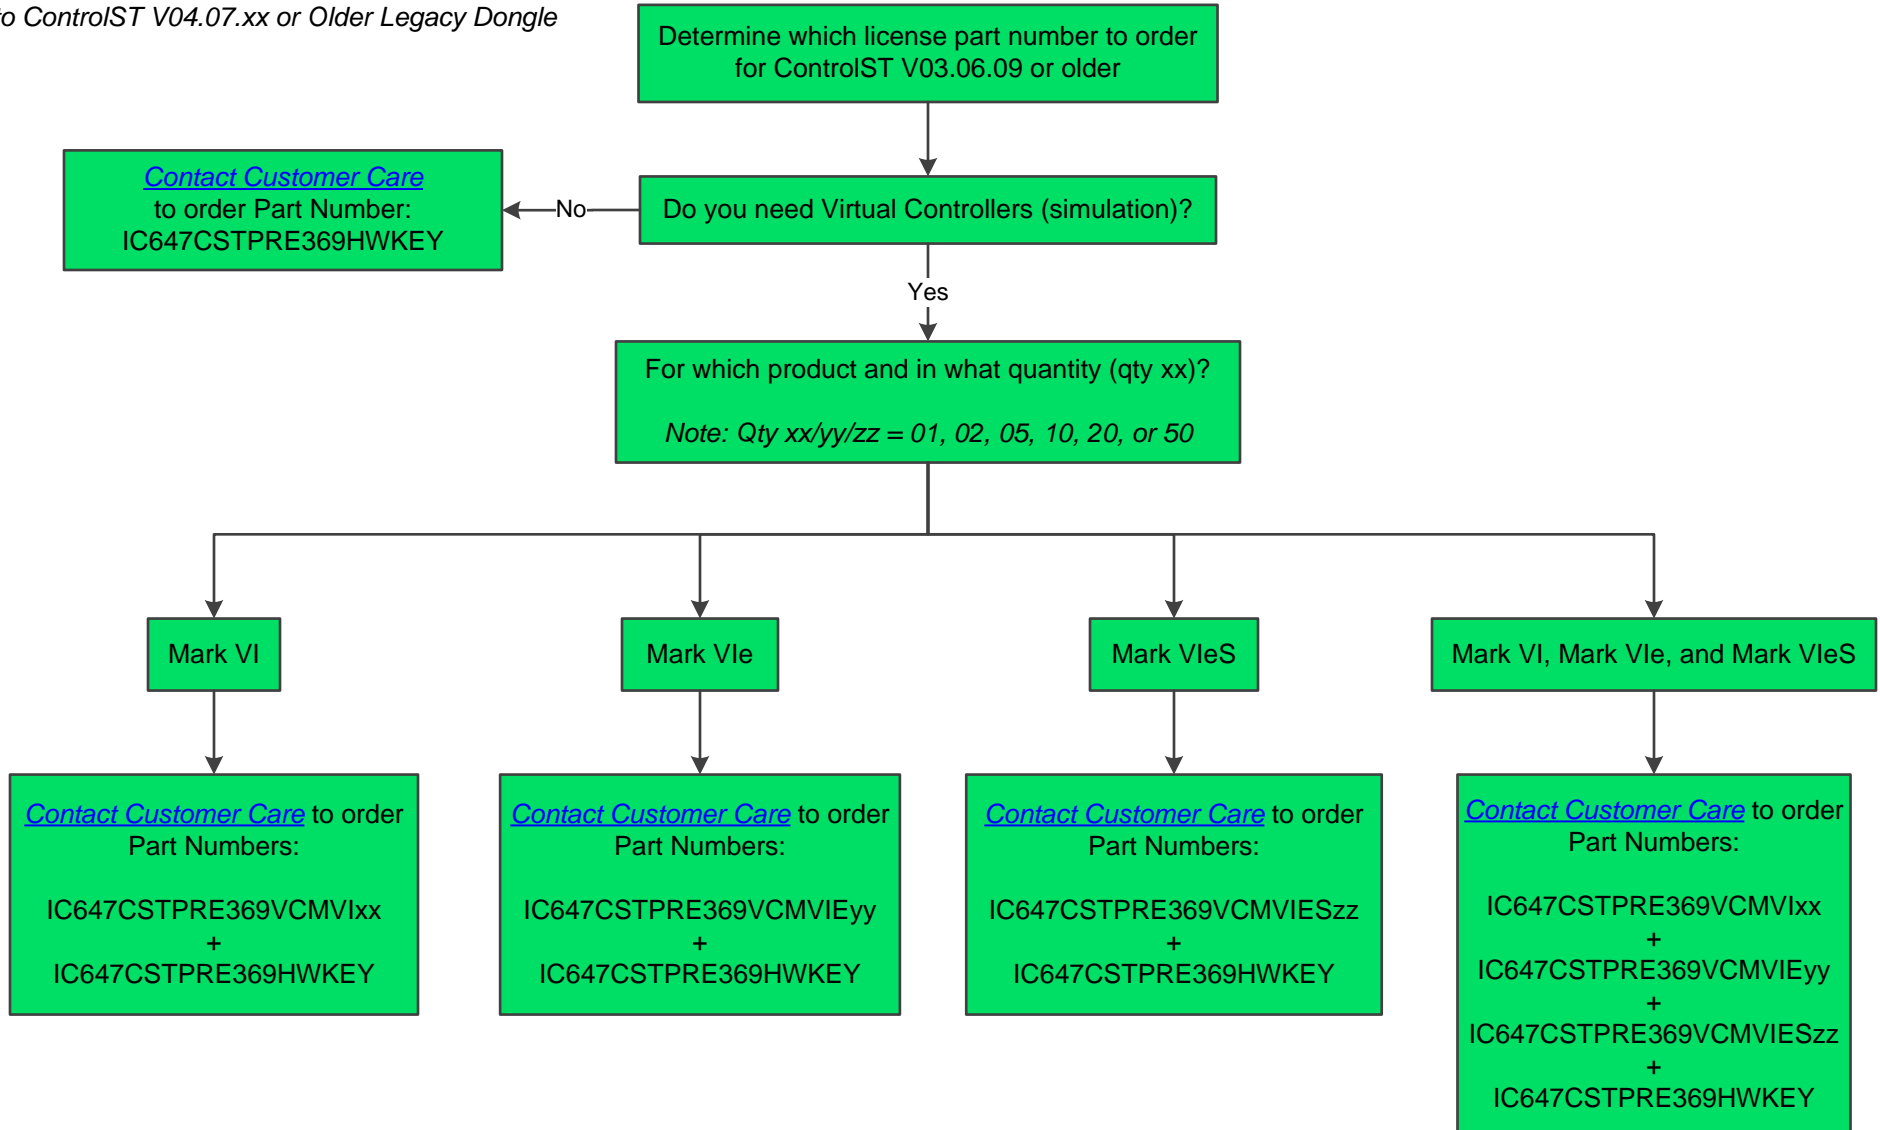 to ControlST V04.07.xx or Older Legacy Dongle
Determine which license part number to order
for ControlST V03.06.09 or older
Contact Customer Care
to order Part Number:
IC647CSTPRE369HWKEY
No
Do you need Virtual Controllers (simulation)?
Yes
For which product and in what quantity (qty xx)?
Note: Qty xx/yy/zz = 01, 02, 05, 10, 20, or 50
Mark VI
Mark VIe
Mark VIeS
Mark VI, Mark VIe, and Mark VIeS
Contact Customer Care to order
Part Numbers:
IC647CSTPRE369VCMVIxx
+
IC647CSTPRE369HWKEY
Contact Customer Care to order
Part Numbers:
IC647CSTPRE369VCMVIEyy
+
IC647CSTPRE369HWKEY
Contact Customer Care to order
Part Numbers:
IC647CSTPRE369VCMVIESzz
+
IC647CSTPRE369HWKEY
Contact Customer Care to order
Part Numbers:
IC647CSTPRE369VCMVIxx
+
IC647CSTPRE369VCMVIEyy
+
IC647CSTPRE369VCMVIESzz
+
IC647CSTPRE369HWKEY